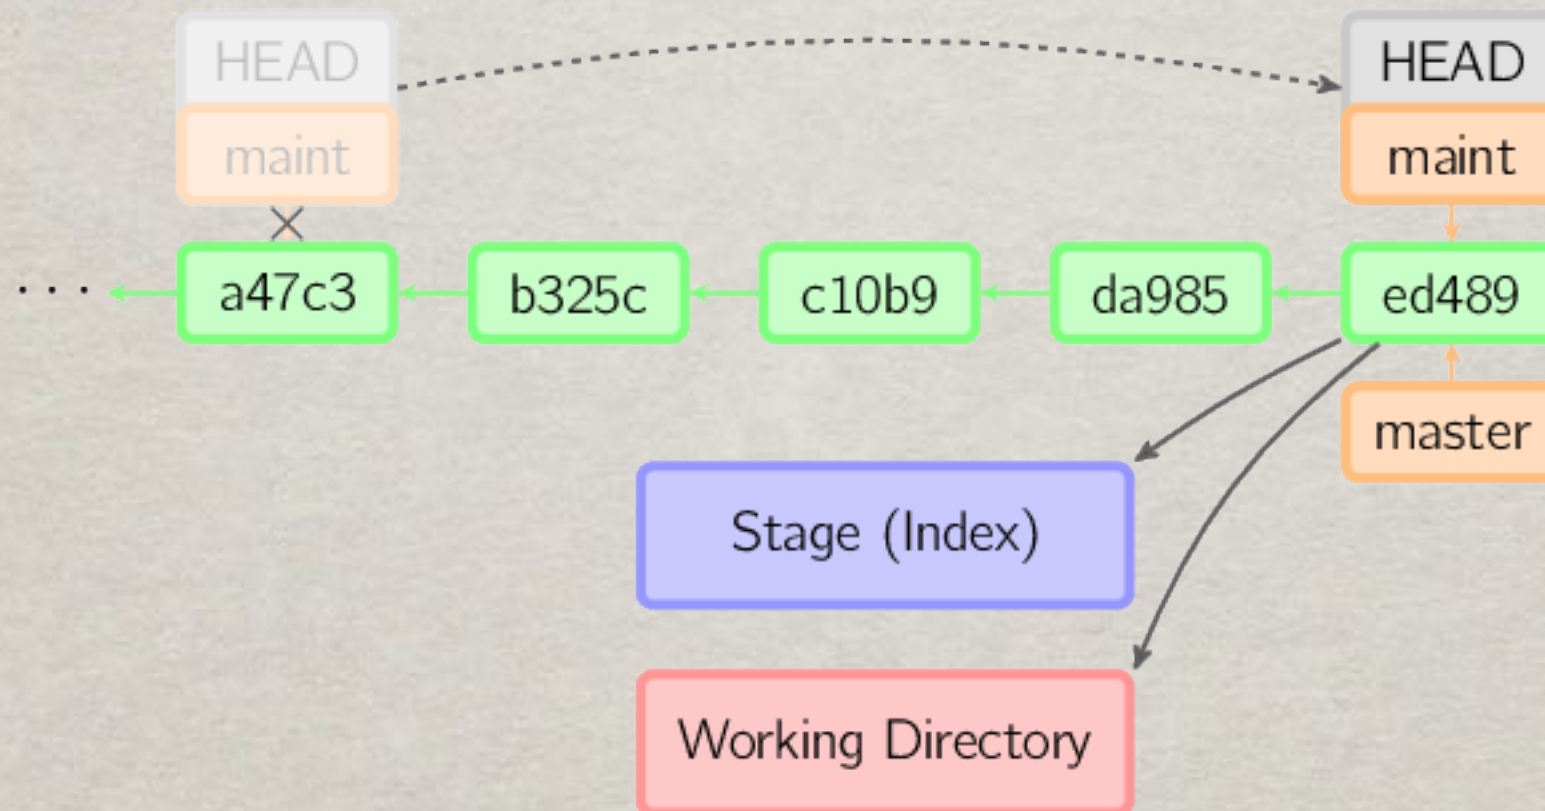 HEAD
HEAD
maint
maint
... a47c3 b325c c10b9 da985 ed489
master
Stage (Index)
Working Directory